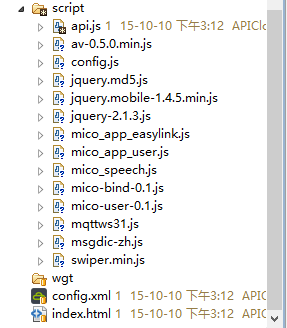 script
api.js 1 15-10-10 下午3:12 APIClo
av-0.5.0.min.js
config.js
jquery.md5.js
jquery.mobile-1.4.5.min.js
jquery-2.1.3.js
mico_app_easylink.js
mico_app_user.js
mico_speech.js
mico-bind-0.1.js
mico-user-0.1.js
mqttws31.js
msgdic-zh.js
swiper.min.js
wgt
config.xml 1 15-10-10 下午3:12
index.html 1 15-10-10 下午3:12